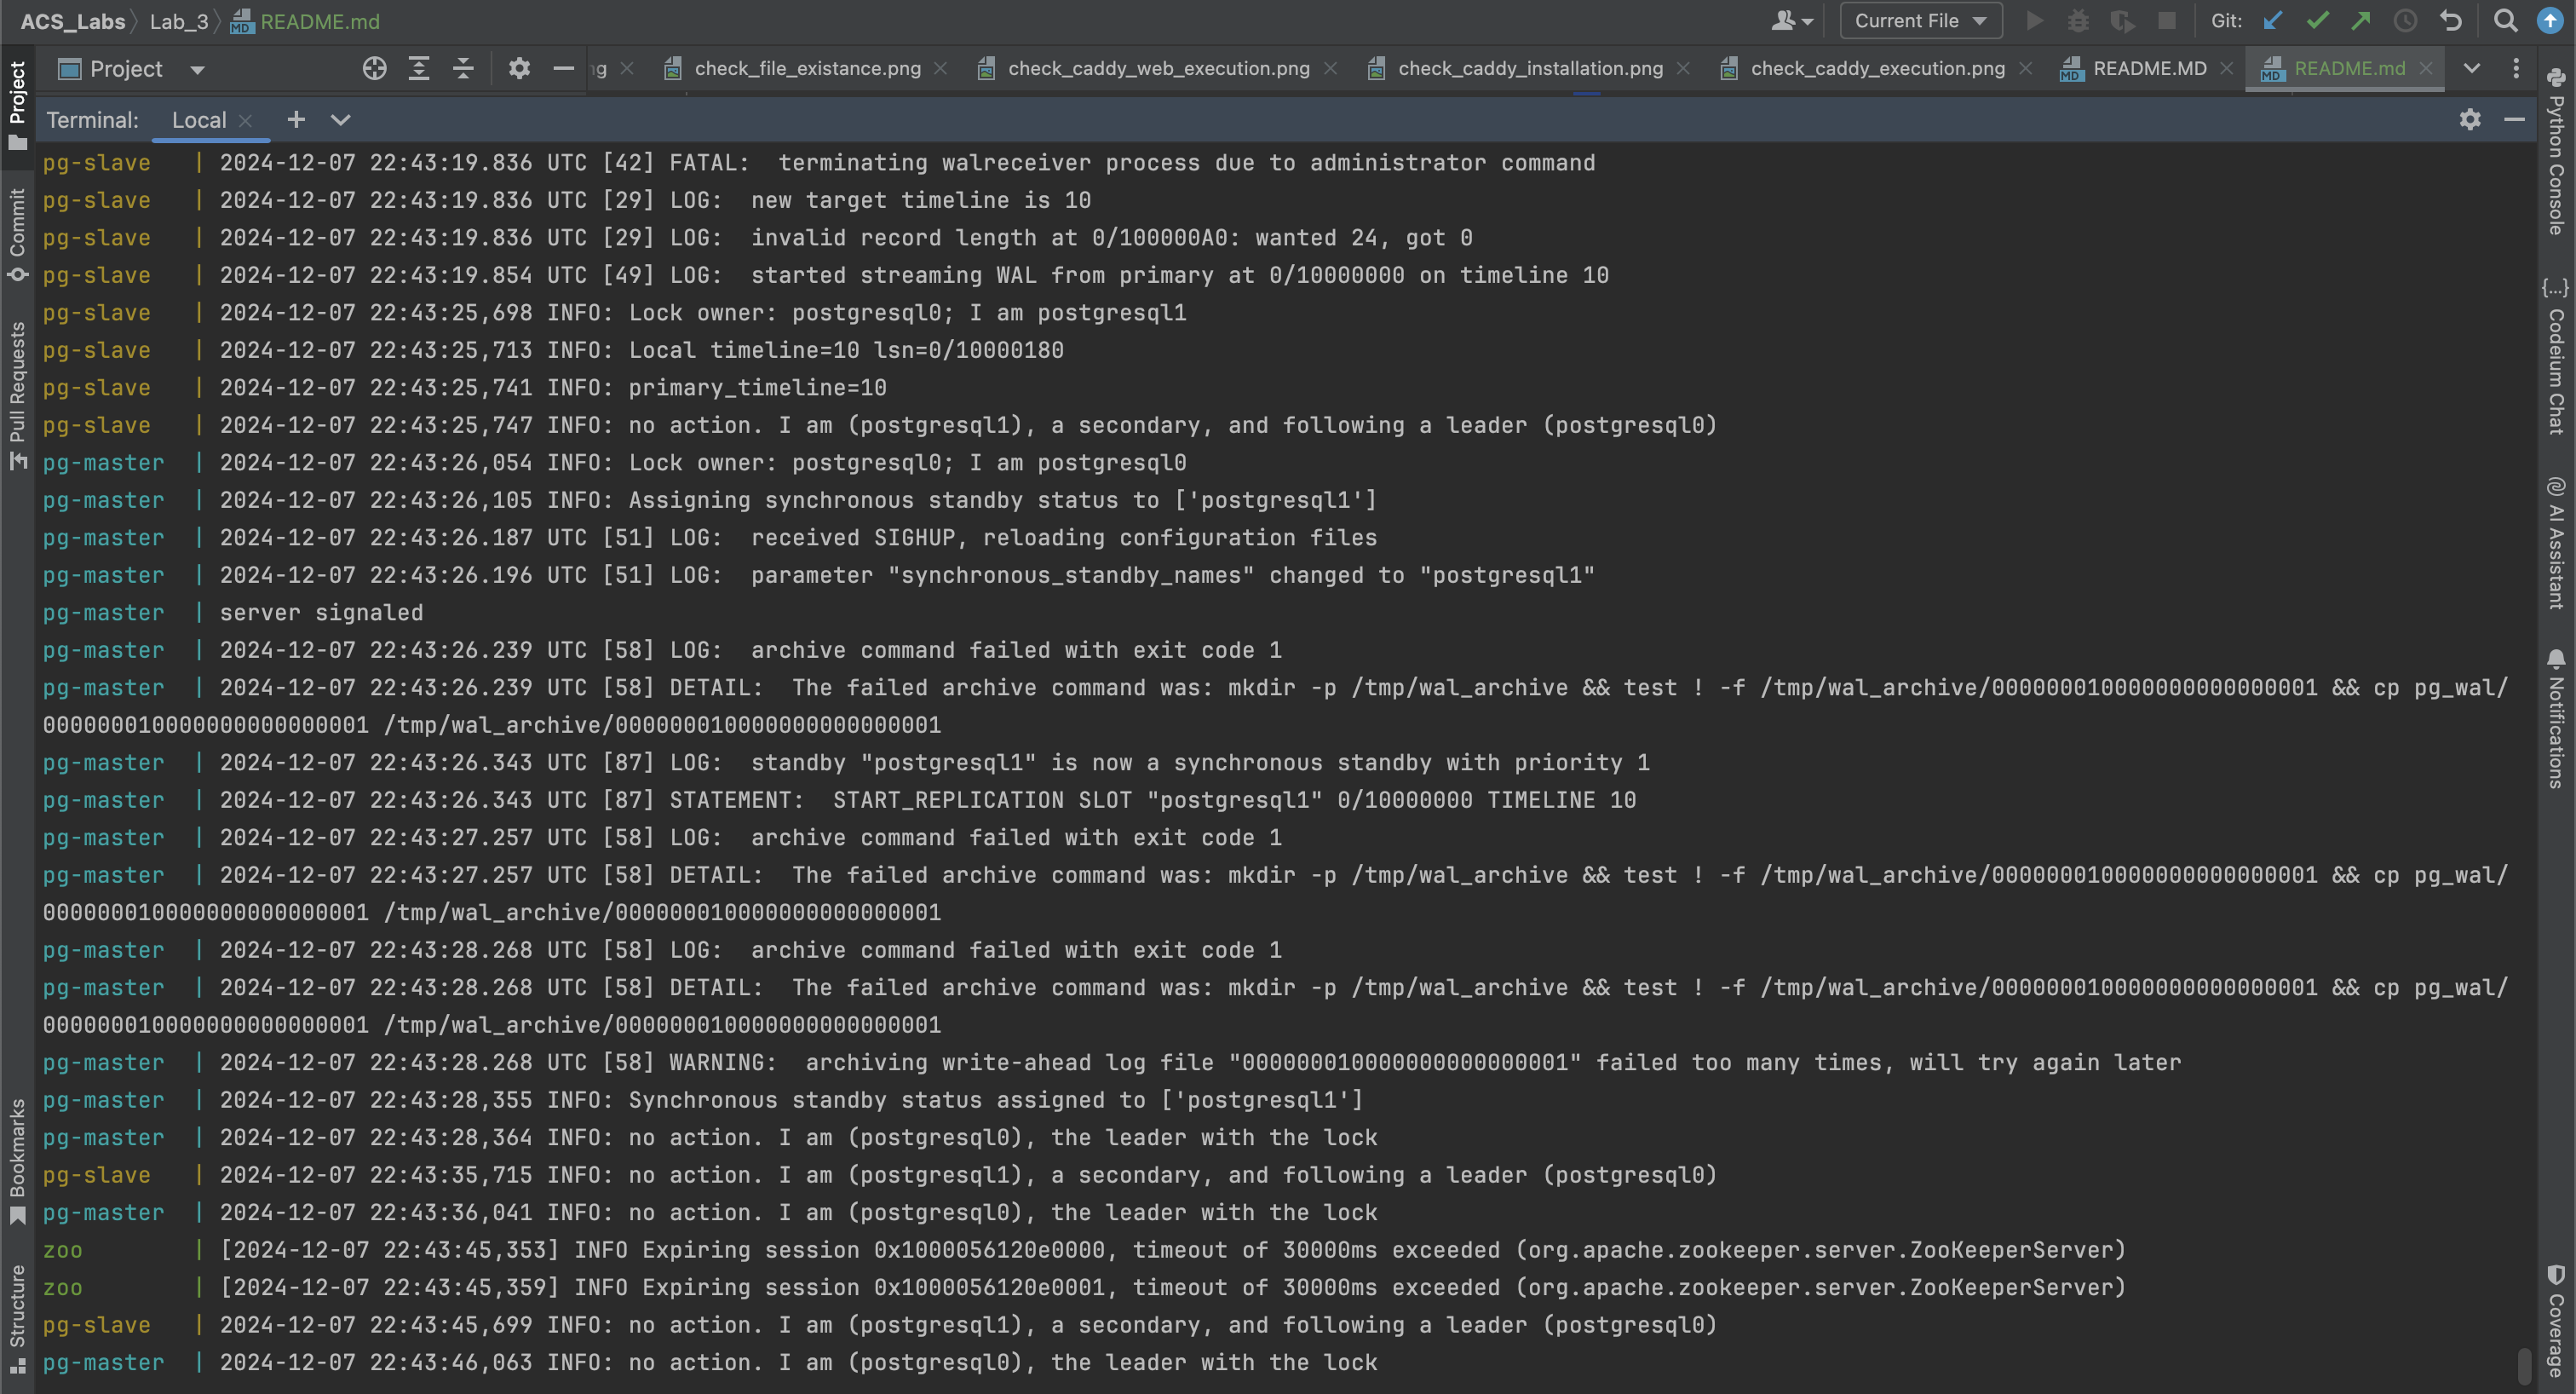 ACS_Labs Lab_3 README.md Current File Git:
Project ng check_file_existance.png check_caddy_web_execution.png check_caddy_installation.png check_caddy_execution.png README.MD README.md
Terminal: Local
pg-slave | 2024-12-07 22:43:19.836 UTC [42] FATAL: terminating walreceiver process due to administrator command
pg-slave | 2024-12-07 22:43:19.836 UTC [29] LOG: new target timeline is 10
pg-slave | 2024-12-07 22:43:19.836 UTC [29] LOG: invalid record length at 0/100000A0: wanted 24, got 0
pg-slave | 2024-12-07 22:43:19.854 UTC [49] LOG: started streaming WAL from primary at 0/10000000 on timeline 10
pg-slave | 2024-12-07 22:43:25,698 INFO: Lock owner: postgresql0; I am postgresql1
pg-slave | 2024-12-07 22:43:25,713 INFO: Local timeline=10 lsn=0/10000180
pg-slave | 2024-12-07 22:43:25,741 INFO: primary_timeline=10
pg-slave | 2024-12-07 22:43:25,747 INFO: no action. I am (postgresql1), a secondary, and following a leader (postgresql0)
pg-master | 2024-12-07 22:43:26,054 INFO: Lock owner: postgresql0; I am postgresql0
pg-master | 2024-12-07 22:43:26,105 INFO: Assigning synchronous standby status to ['postgresql1']
pg-master | 2024-12-07 22:43:26.187 UTC [51] LOG: received SIGHUP, reloading configuration files
pg-master | 2024-12-07 22:43:26.196 UTC [51] LOG: parameter "synchronous_standby_names" changed to "postgresql1"
pg-master | server signaled
pg-master | 2024-12-07 22:43:26.239 UTC [58] LOG: archive command failed with exit code 1
pg-master | 2024-12-07 22:43:26.239 UTC [58] DETAIL: The failed archive command was: mkdir -p /tmp/wal_archive && test ! -f /tmp/wal_archive/000000010000000000000001 && cp pg_wal/
000000010000000000000001 /tmp/wal_archive/000000010000000000000001
pg-master | 2024-12-07 22:43:26.343 UTC [87] LOG: standby "postgresql1" is now a synchronous standby with priority 1
pg-master | 2024-12-07 22:43:26.343 UTC [87] STATEMENT: START_REPLICATION SLOT "postgresql1" 0/10000000 TIMELINE 10
pg-master | 2024-12-07 22:43:27.257 UTC [58] LOG: archive command failed with exit code 1
pg-master | 2024-12-07 22:43:27.257 UTC [58] DETAIL: The failed archive command was: mkdir -p /tmp/wal_archive && test ! -f /tmp/wal_archive/000000010000000000000001 && cp pg_wal/
000000010000000000000001 /tmp/wal_archive/000000010000000000000001
pg-master | 2024-12-07 22:43:28.268 UTC [58] LOG: archive command failed with exit code 1
pg-master | 2024-12-07 22:43:28.268 UTC [58] DETAIL: The failed archive command was: mkdir -p /tmp/wal_archive && test ! -f /tmp/wal_archive/000000010000000000000001 && cp pg_wal/
000000010000000000000001 /tmp/wal_archive/000000010000000000000001
pg-master | 2024-12-07 22:43:28.268 UTC [58] WARNING: archiving write-ahead log file "000000010000000000000001" failed too many times, will try again later
pg-master | 2024-12-07 22:43:28,355 INFO: Synchronous standby status assigned to ['postgresql1']
pg-master | 2024-12-07 22:43:28,364 INFO: no action. I am (postgresql0), the leader with the lock
pg-slave | 2024-12-07 22:43:35,715 INFO: no action. I am (postgresql1), a secondary, and following a leader (postgresql0)
pg-master | 2024-12-07 22:43:36,041 INFO: no action. I am (postgresql0), the leader with the lock
zoo | [2024-12-07 22:43:45,353] INFO Expiring session 0x1000056120e0000, timeout of 30000ms exceeded (org.apache.zookeeper.server.ZooKeeperServer)
zoo | [2024-12-07 22:43:45,359] INFO Expiring session 0x1000056120e0001, timeout of 30000ms exceeded (org.apache.zookeeper.server.ZooKeeperServer)
pg-slave | 2024-12-07 22:43:45,699 INFO: no action. I am (postgresql1), a secondary, and following a leader (postgresql0)
pg-master | 2024-12-07 22:43:46,063 INFO: no action. I am (postgresql0), the leader with the lock
Project
Commit
Pull Requests
Bookmarks
Structure
Python Console
{...} Codeium Chat
AI Assistant
Notifications
Coverage